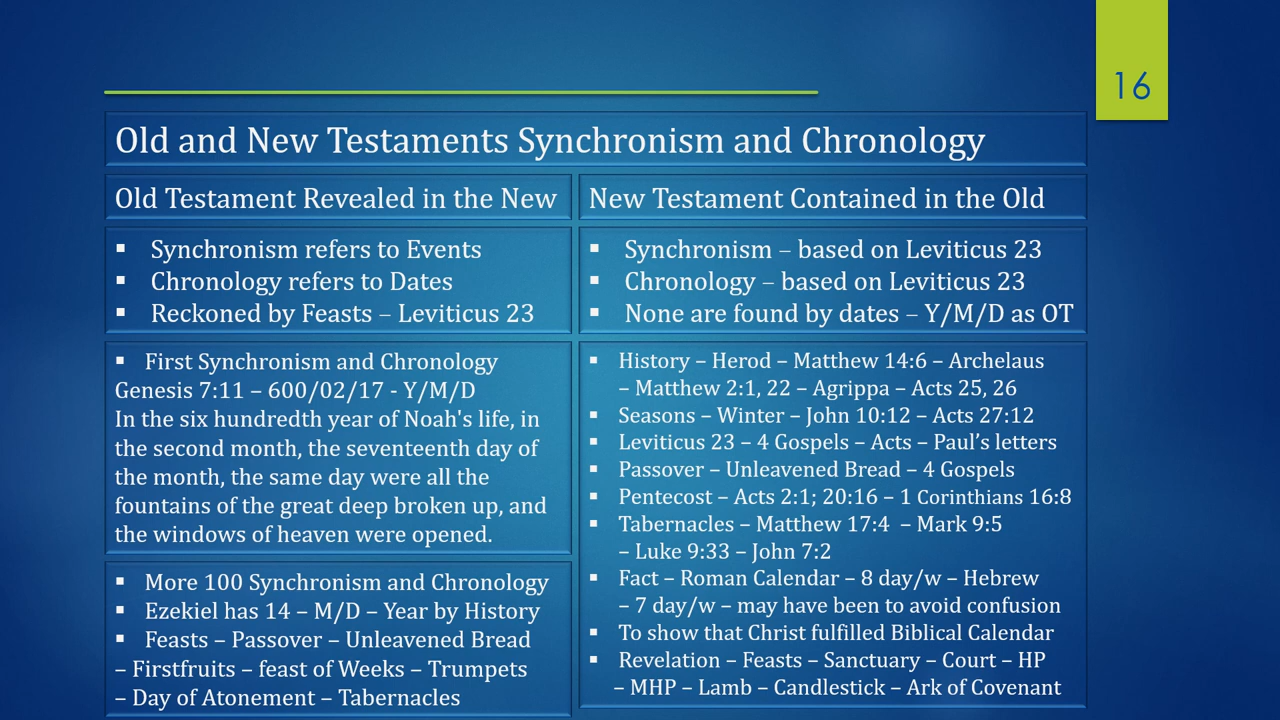 16
Old and New Testaments Synchronism and Chronology
Old Testament Revealed in the New
▪ Synchronism refers to Events
▪ Chronology refers to Dates
▪ Reckoned by Feasts – Leviticus 23
▪ First Synchronism and Chronology
Genesis 7:11 – 600/02/17 - Y/M/D
In the six hundredth year of Noah's life, in
the second month, the seventeenth day of
the month, the same day were all the
fountains of the great deep broken up, and
the windows of heaven were opened.
▪ More 100 Synchronism and Chronology
▪ Ezekiel has 14 – M/D – Year by History
▪ Feasts – Passover – Unleavened Bread
– Firstfruits – feast of Weeks – Trumpets
– Day of Atonement – Tabernacles
New Testament Contained in the Old
▪ Synchronism – based on Leviticus 23
▪ Chronology – based on Leviticus 23
▪ None are found by dates – Y/M/D as OT
▪ History – Herod – Matthew 14:6 – Archelaus
– Matthew 2:1, 22 – Agrippa – Acts 25, 26
▪ Seasons – Winter – John 10:12 – Acts 27:12
▪ Leviticus 23 – 4 Gospels – Acts – Paul’s letters
▪ Passover – Unleavened Bread – 4 Gospels
▪ Pentecost – Acts 2:1; 20:16 – 1 Corinthians 16:8
▪ Tabernacles – Matthew 17:4 – Mark 9:5
– Luke 9:33 – John 7:2
▪ Fact – Roman Calendar – 8 day/w – Hebrew
– 7 day/w – may have been to avoid confusion
▪ To show that Christ fulfilled Biblical Calendar
▪ Revelation – Feasts – Sanctuary – Court – HP
– MHP – Lamb – Candlestick – Ark of Covenant